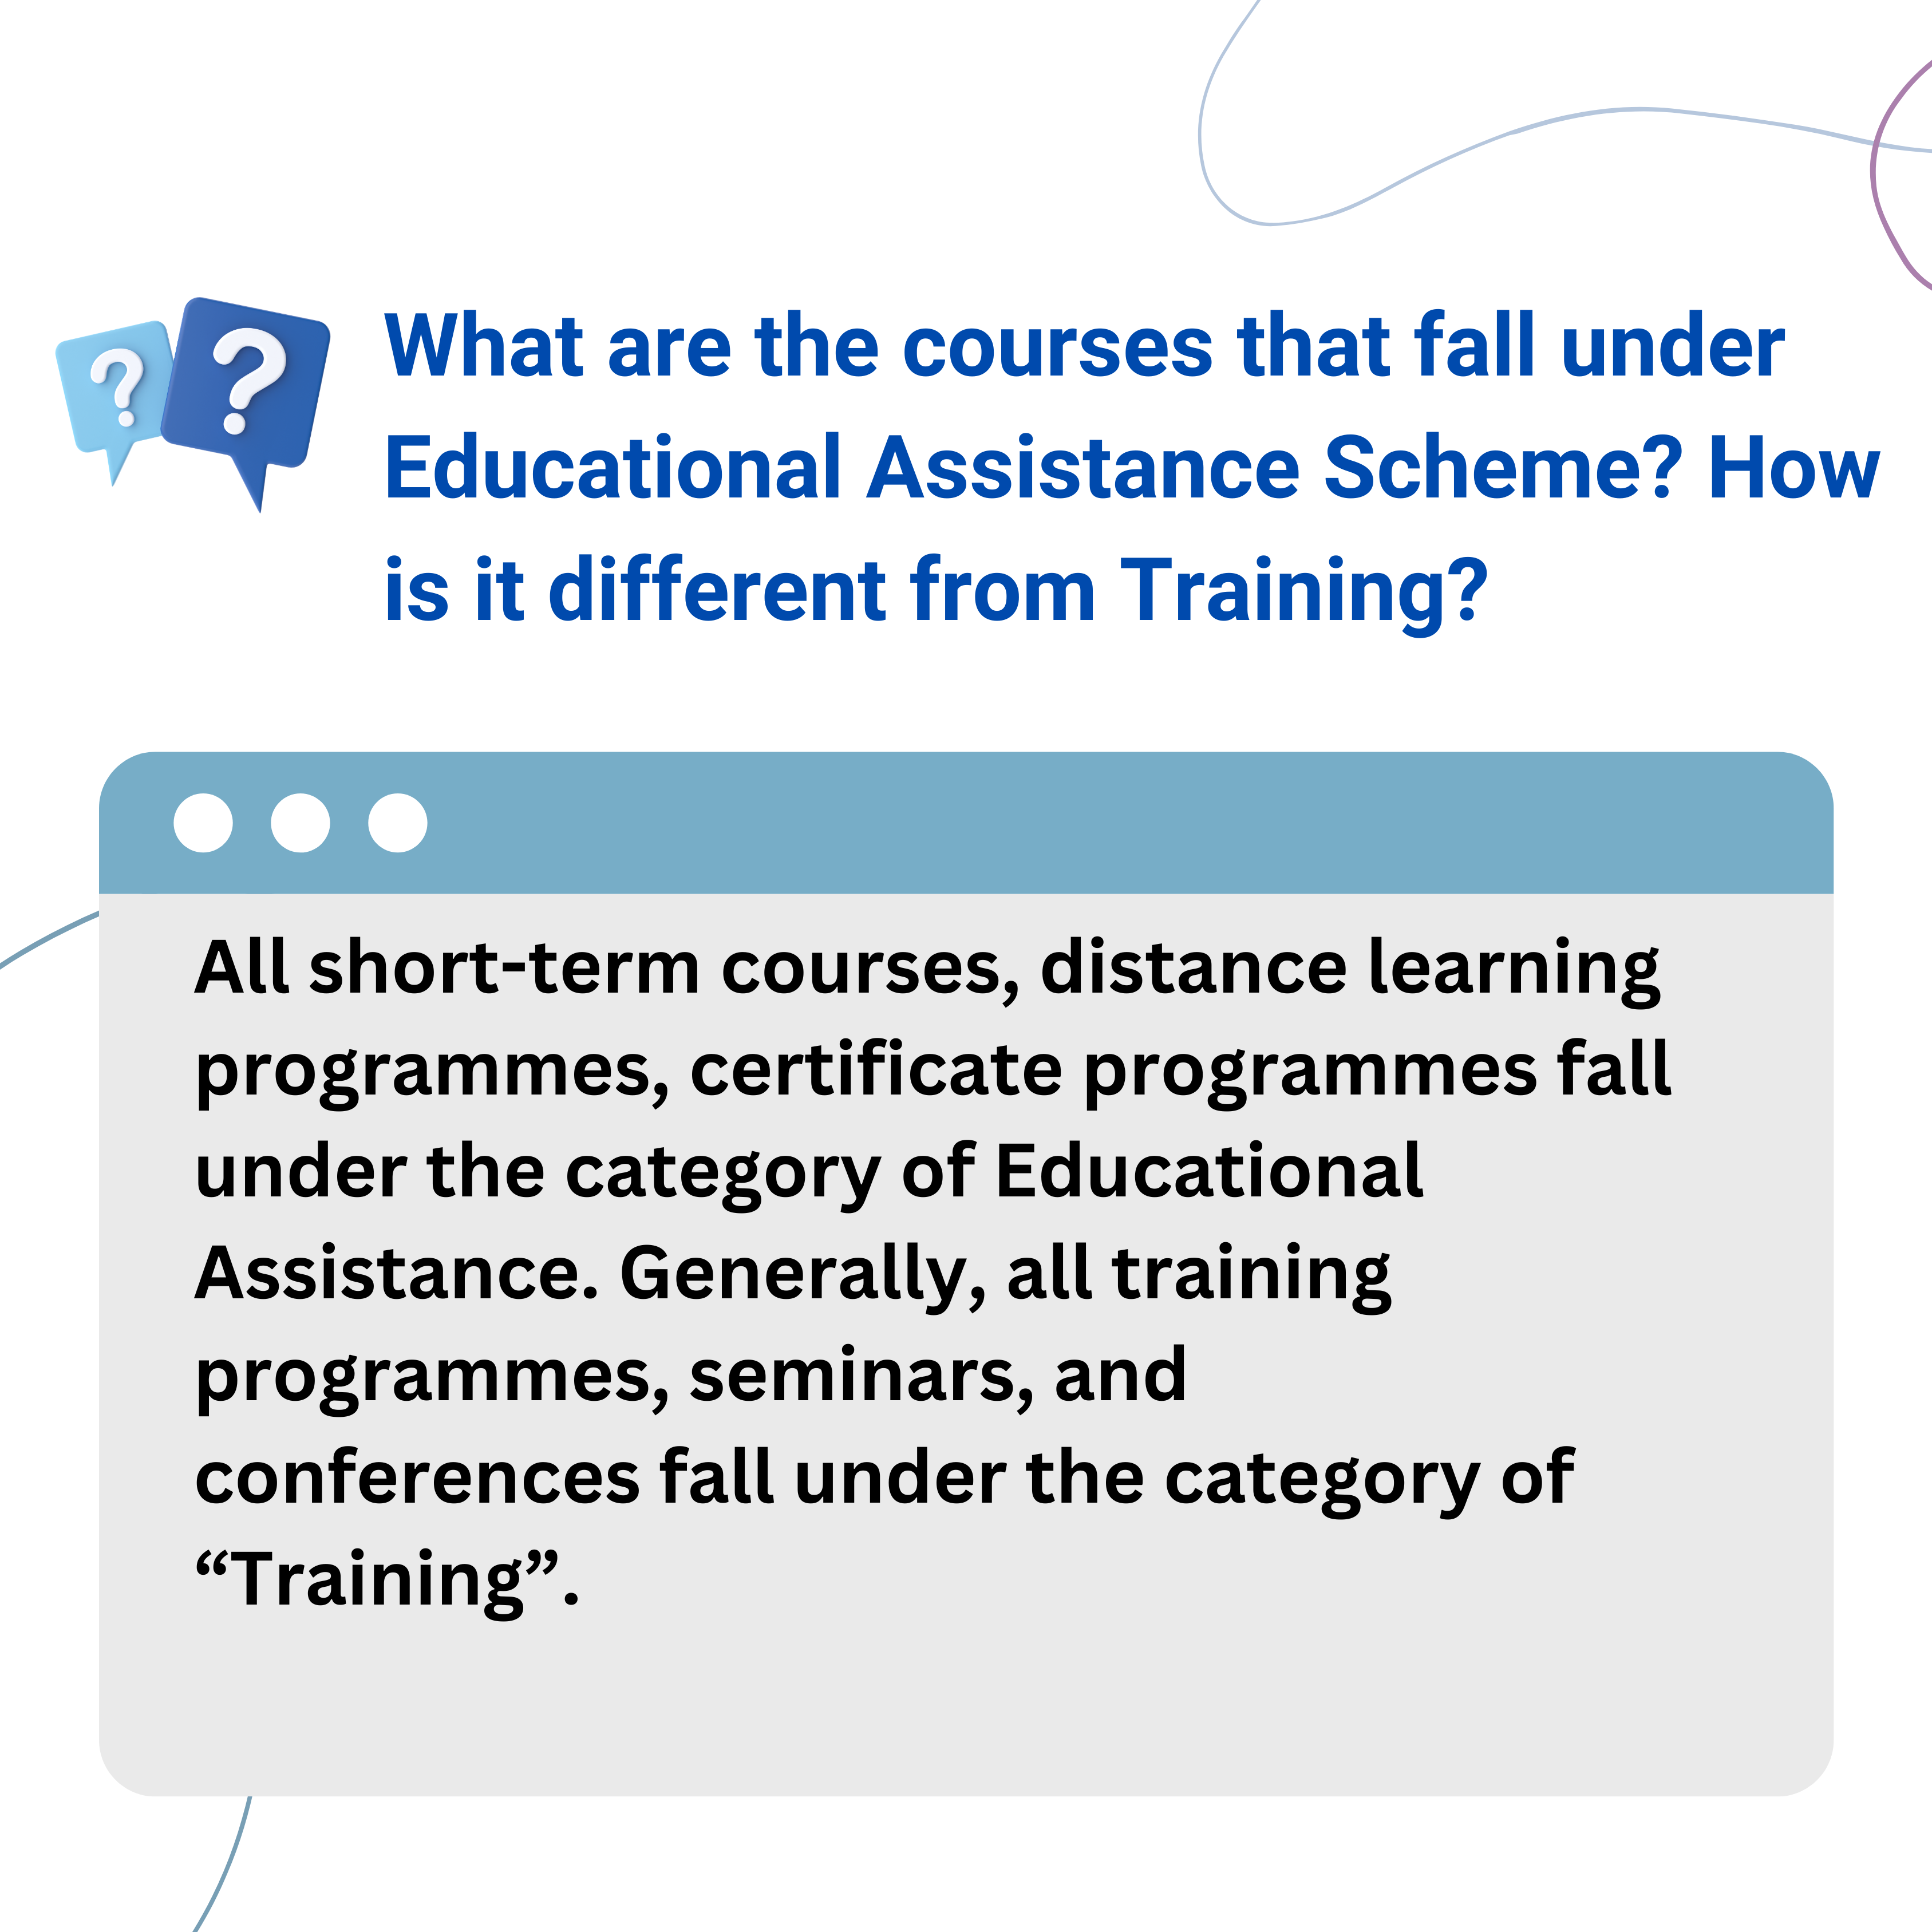 What are the courses that fall under
Educational Assistance Scheme? How
is it different from Training?
All short-term courses, distance learning
programmes, certificate programmes fall
under the category of Educational
Assistance. Generally, all training
programmes, seminars, and
conferences fall under the category of
“Training”.